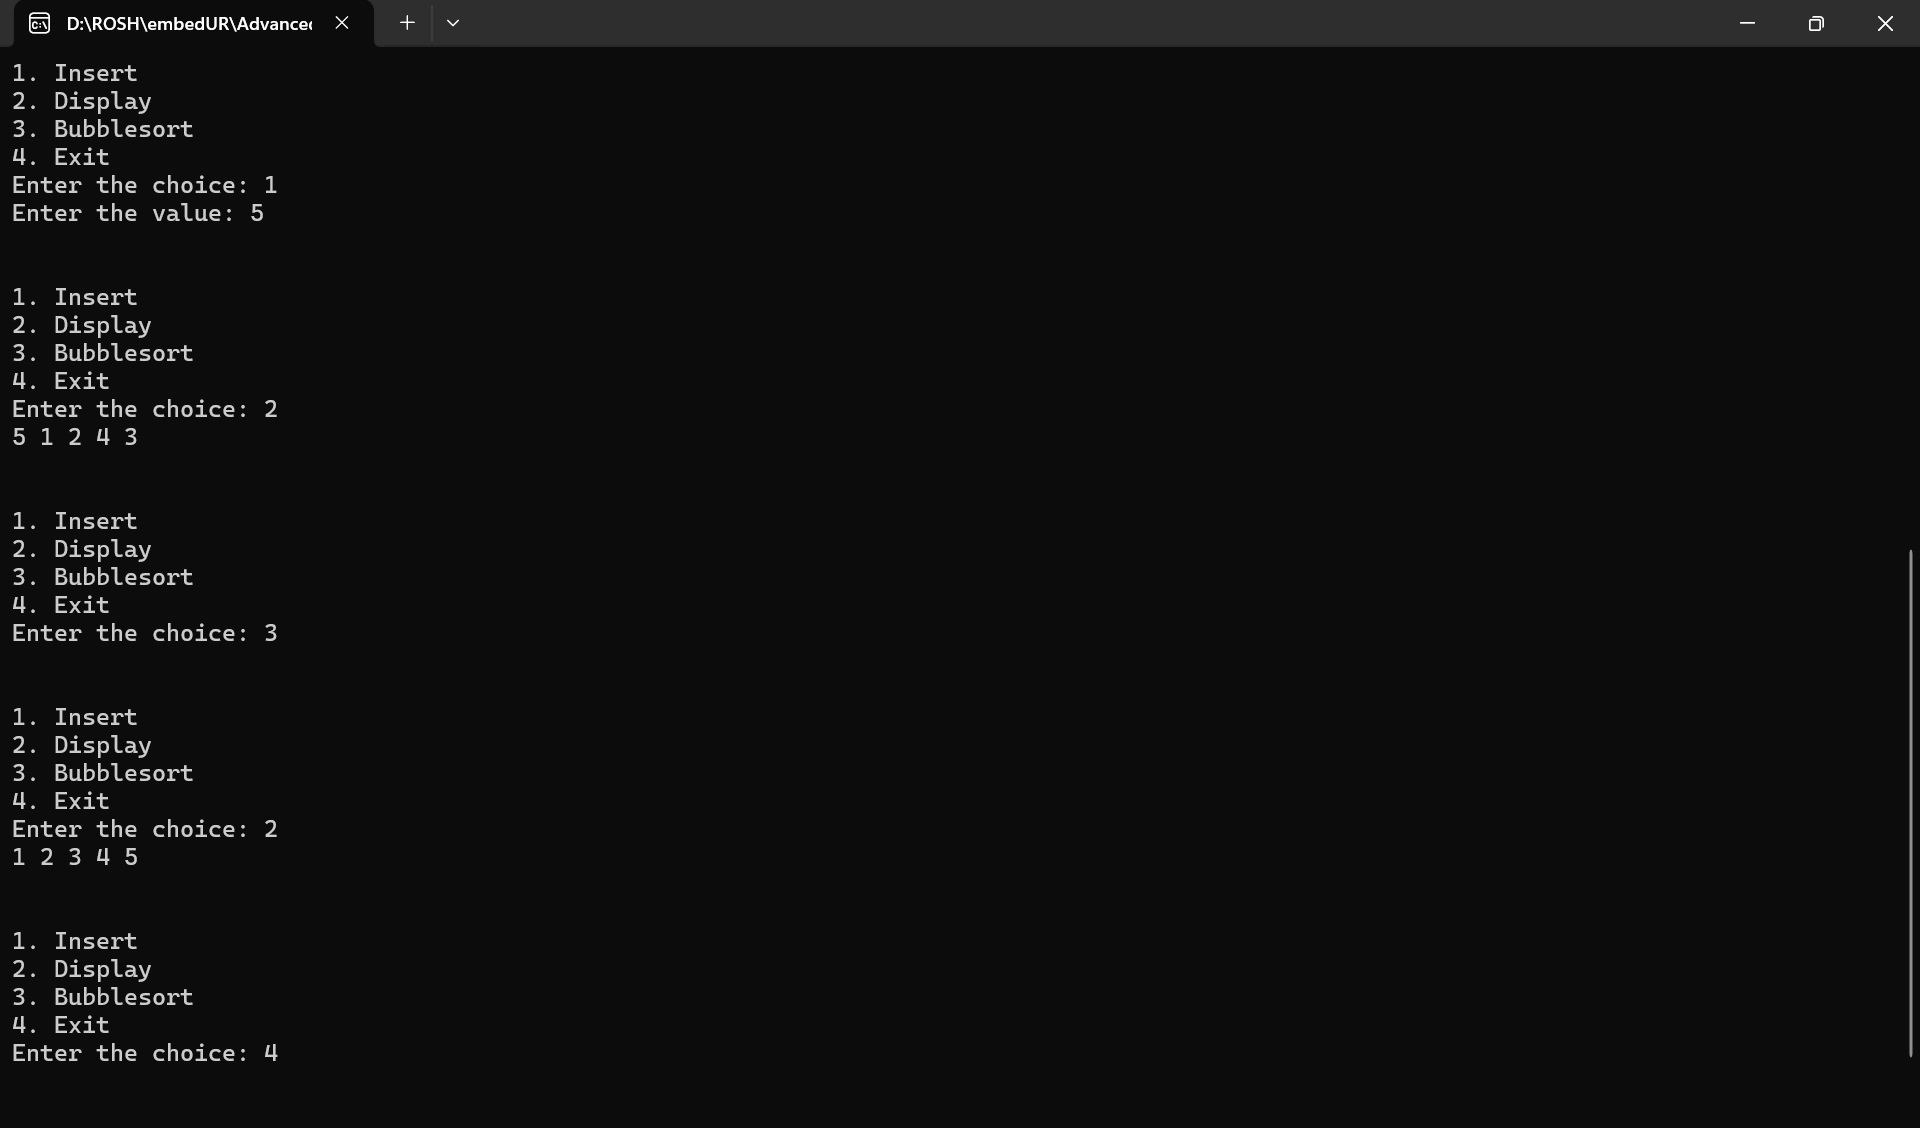 D:\ROSH\embedUR\Advanced
1. Insert
2. Display
3. Bubblesort
4. Exit
Enter the choice: 1
Enter the value: 5
1. Insert
2. Display
3. Bubblesort
4. Exit
Enter the choice: 2
5 1 2 4 3
1. Insert
2. Display
3. Bubblesort
4. Exit
Enter the choice: 3
1. Insert
2. Display
3. Bubblesort
4. Exit
Enter the choice: 2
1 2 3 4 5
1. Insert
2. Display
3. Bubblesort
4. Exit
Enter the choice: 4